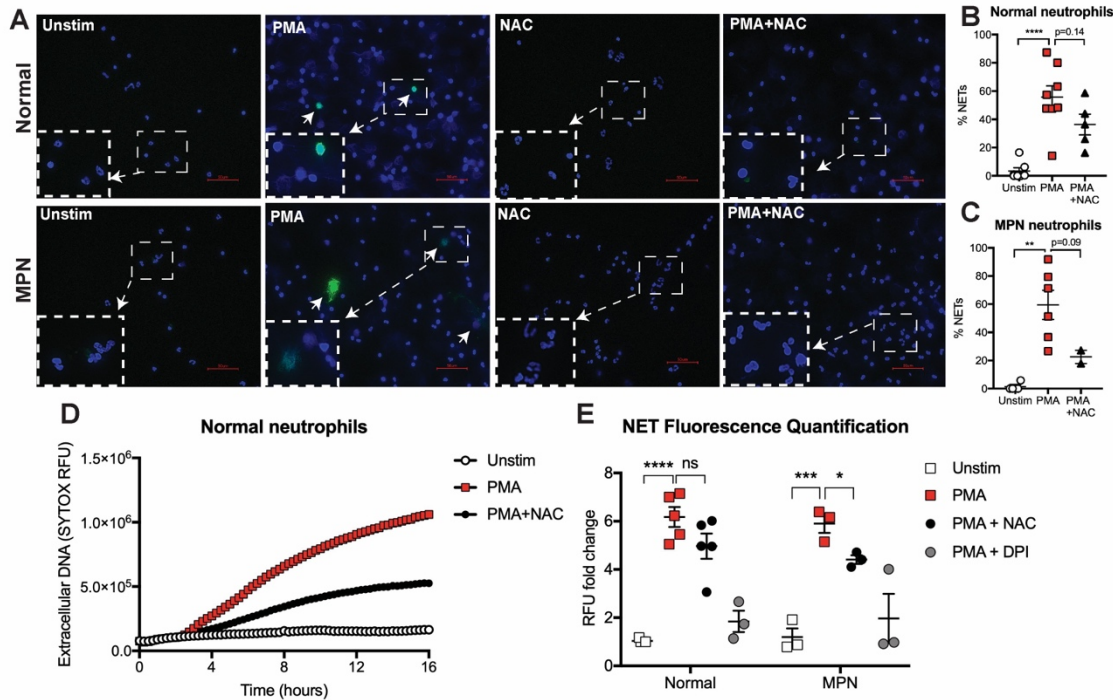 A
Normal
MPN
Unstim
PMA
NAC
PMA+NAC
Unstim
PMA
NAC
PMA+NAC
B
Normal neutrophils
****
p=0.14
100
80
60
40
20
0
% NETs
Unstim
PMA
PMA
+NAC
C
MPN neutrophils
**
p=0.09
100
80
60
40
20
0
% NETs
Unstim
PMA
PMA
+NAC
D
Normal neutrophils
Extracellular DNA (SYTOX RFU)
1.5×10⁶
1.0×10⁶
5.0×10⁵
0.0
0
4
8
12
16
Time (hours)
Unstim
PMA
PMA+NAC
E
NET Fluorescence Quantification
RFU fold change
8
6
4
2
0
****
ns
***
*
Normal
MPN
Unstim
PMA
PMA + NAC
PMA + DPI